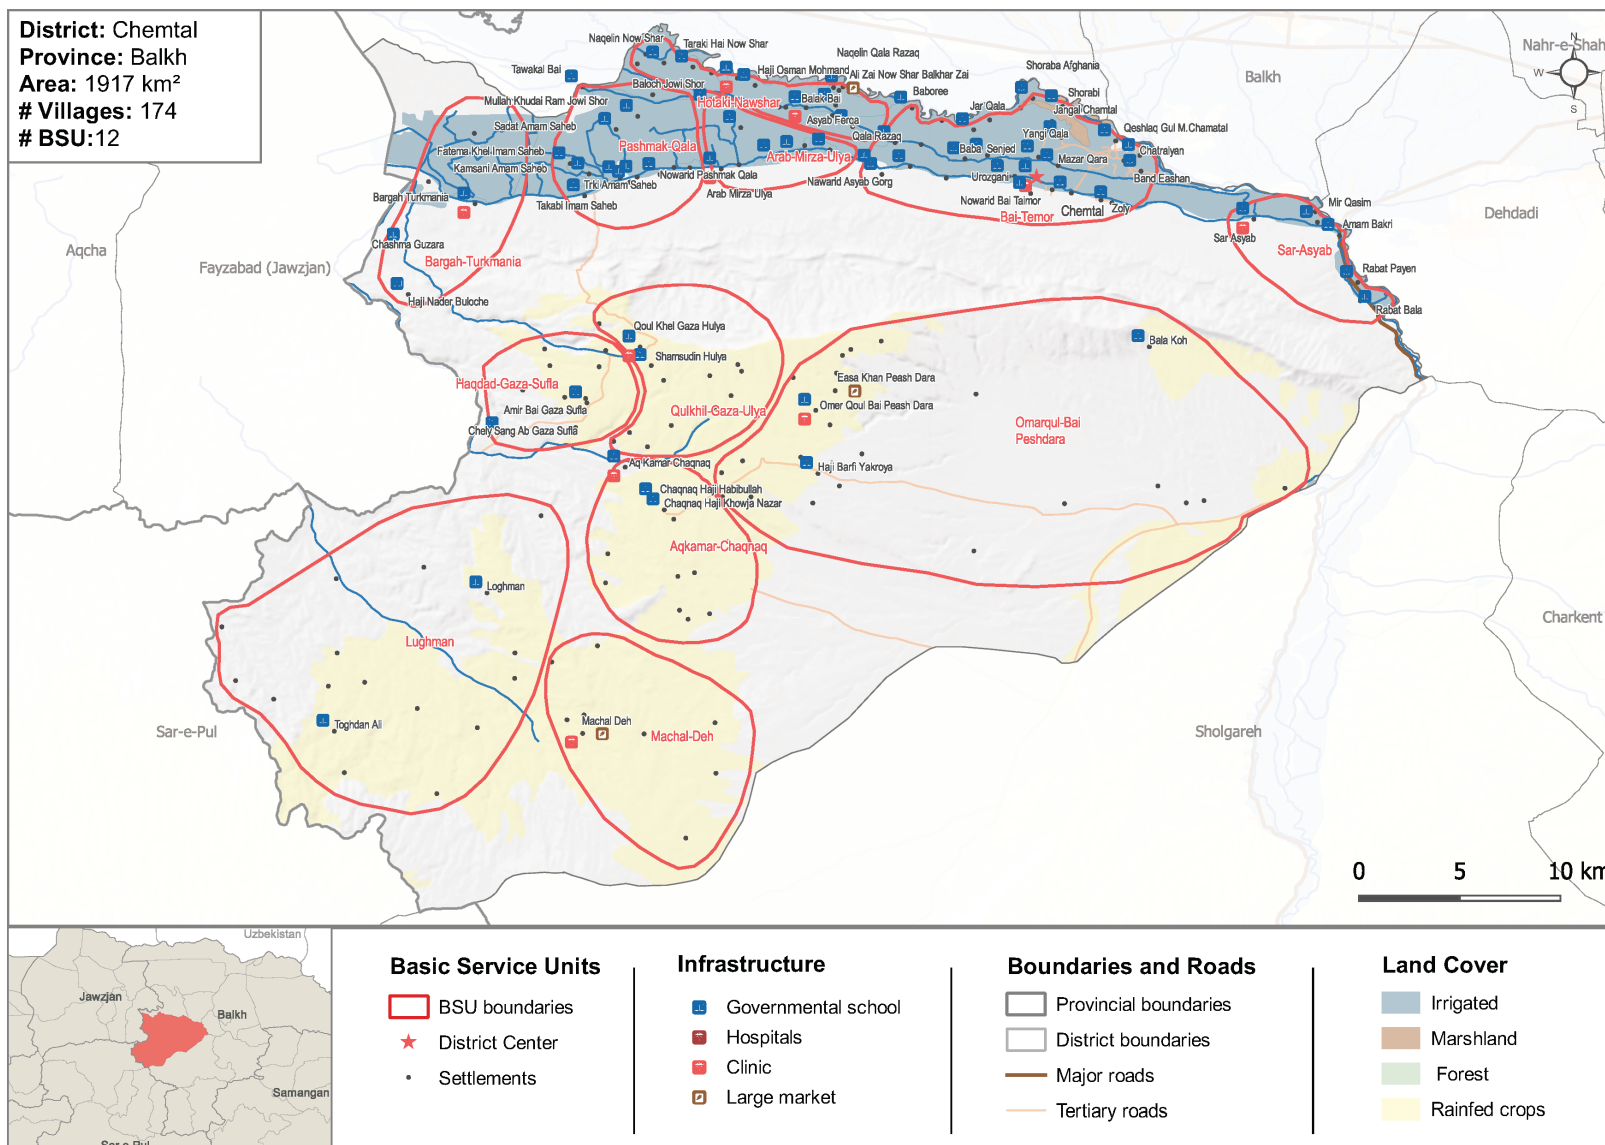 District: Chemtal
Province: Balkh
Area: 1917 km²
# Villages: 174
# BSU:12
Naqelin Now Shar
Taraki Hai Now Shar
Naqelin Qala Razaq
Nahr-e-Shah
N
W
S
Tawakal Bai
Haji Osman Mohmand
Ali Zai Now Shar Balkhar Zai
Shoraba Afghania
Balkh
Baloch Jowi Shor
Baboree
Shorabi
Mullah Khudai Ram Jowi Shor
Hotaki-Nawshar
Balak Bai
Jar Qala
Jangal Chamtal
Sadat Amam Saheb
Asyab Ferqa
Yangi Qala
Qeshlaq Gul M.Chamatal
Fatema Khel Imam Saheb
Pashmak-Qala
Arab-Mirza-Ulya
Qala Razaq
Baba Senjed
Mazar Qara
Chatralyan
Kamsani Amam Saheb
Nowarid Pashmak Qala
Urozgani
Band Eashan
Trki Amam Saheb
Nawarid Asyab Gorg
Bargah Turkmania
Takabi Imam Saheb
Arab Mirza Ulya
Nowarid Bai Taimor
Chemtal
Zoly
Mir Qasim
Dehdadi
Bai-Temor
Amam Bakri
Aqcha
Chashma Guzara
Sar Asyab
Sar-Asyab
Fayzabad (Jawzjan)
Bargah-Turkmania
Rabat Payen
Haji Nader Buloche
Rabat Bala
Qoul Khel Gaza Hulya
Bala Koh
Shamsudin Hulya
Haqdad-Gaza-Sufla
Easa Khan Peash Dara
Amir Bai Gaza Sufla
Qulkhil-Gaza-Ulya
Omer Qoul Bai Peash Dara
Omarqul-Bai
Peshdara
Chely Sang Ab Gaza Sufla
Aq Kamar Chaqnaq
Haji Barfi Yakroya
Chaqnaq Haji Habibullah
Chaqnaq Haji Khowja Nazar
Aqkamar-Chaqnaq
Loghman
Charkent
Lughman
Sar-e-Pul
Toghdan Ali
Machal Deh
Machal-Deh
Sholgareh
0 5 10 km
Uzbekistan
Jawzjan
Balkh
Samangan
Sar-e-Pul
Basic Service Units
BSU boundaries
District Center
Settlements
Infrastructure
Governmental school
Hospitals
Clinic
Large market
Boundaries and Roads
Provincial boundaries
District boundaries
Major roads
Tertiary roads
Land Cover
Irrigated
Marshland
Forest
Rainfed crops